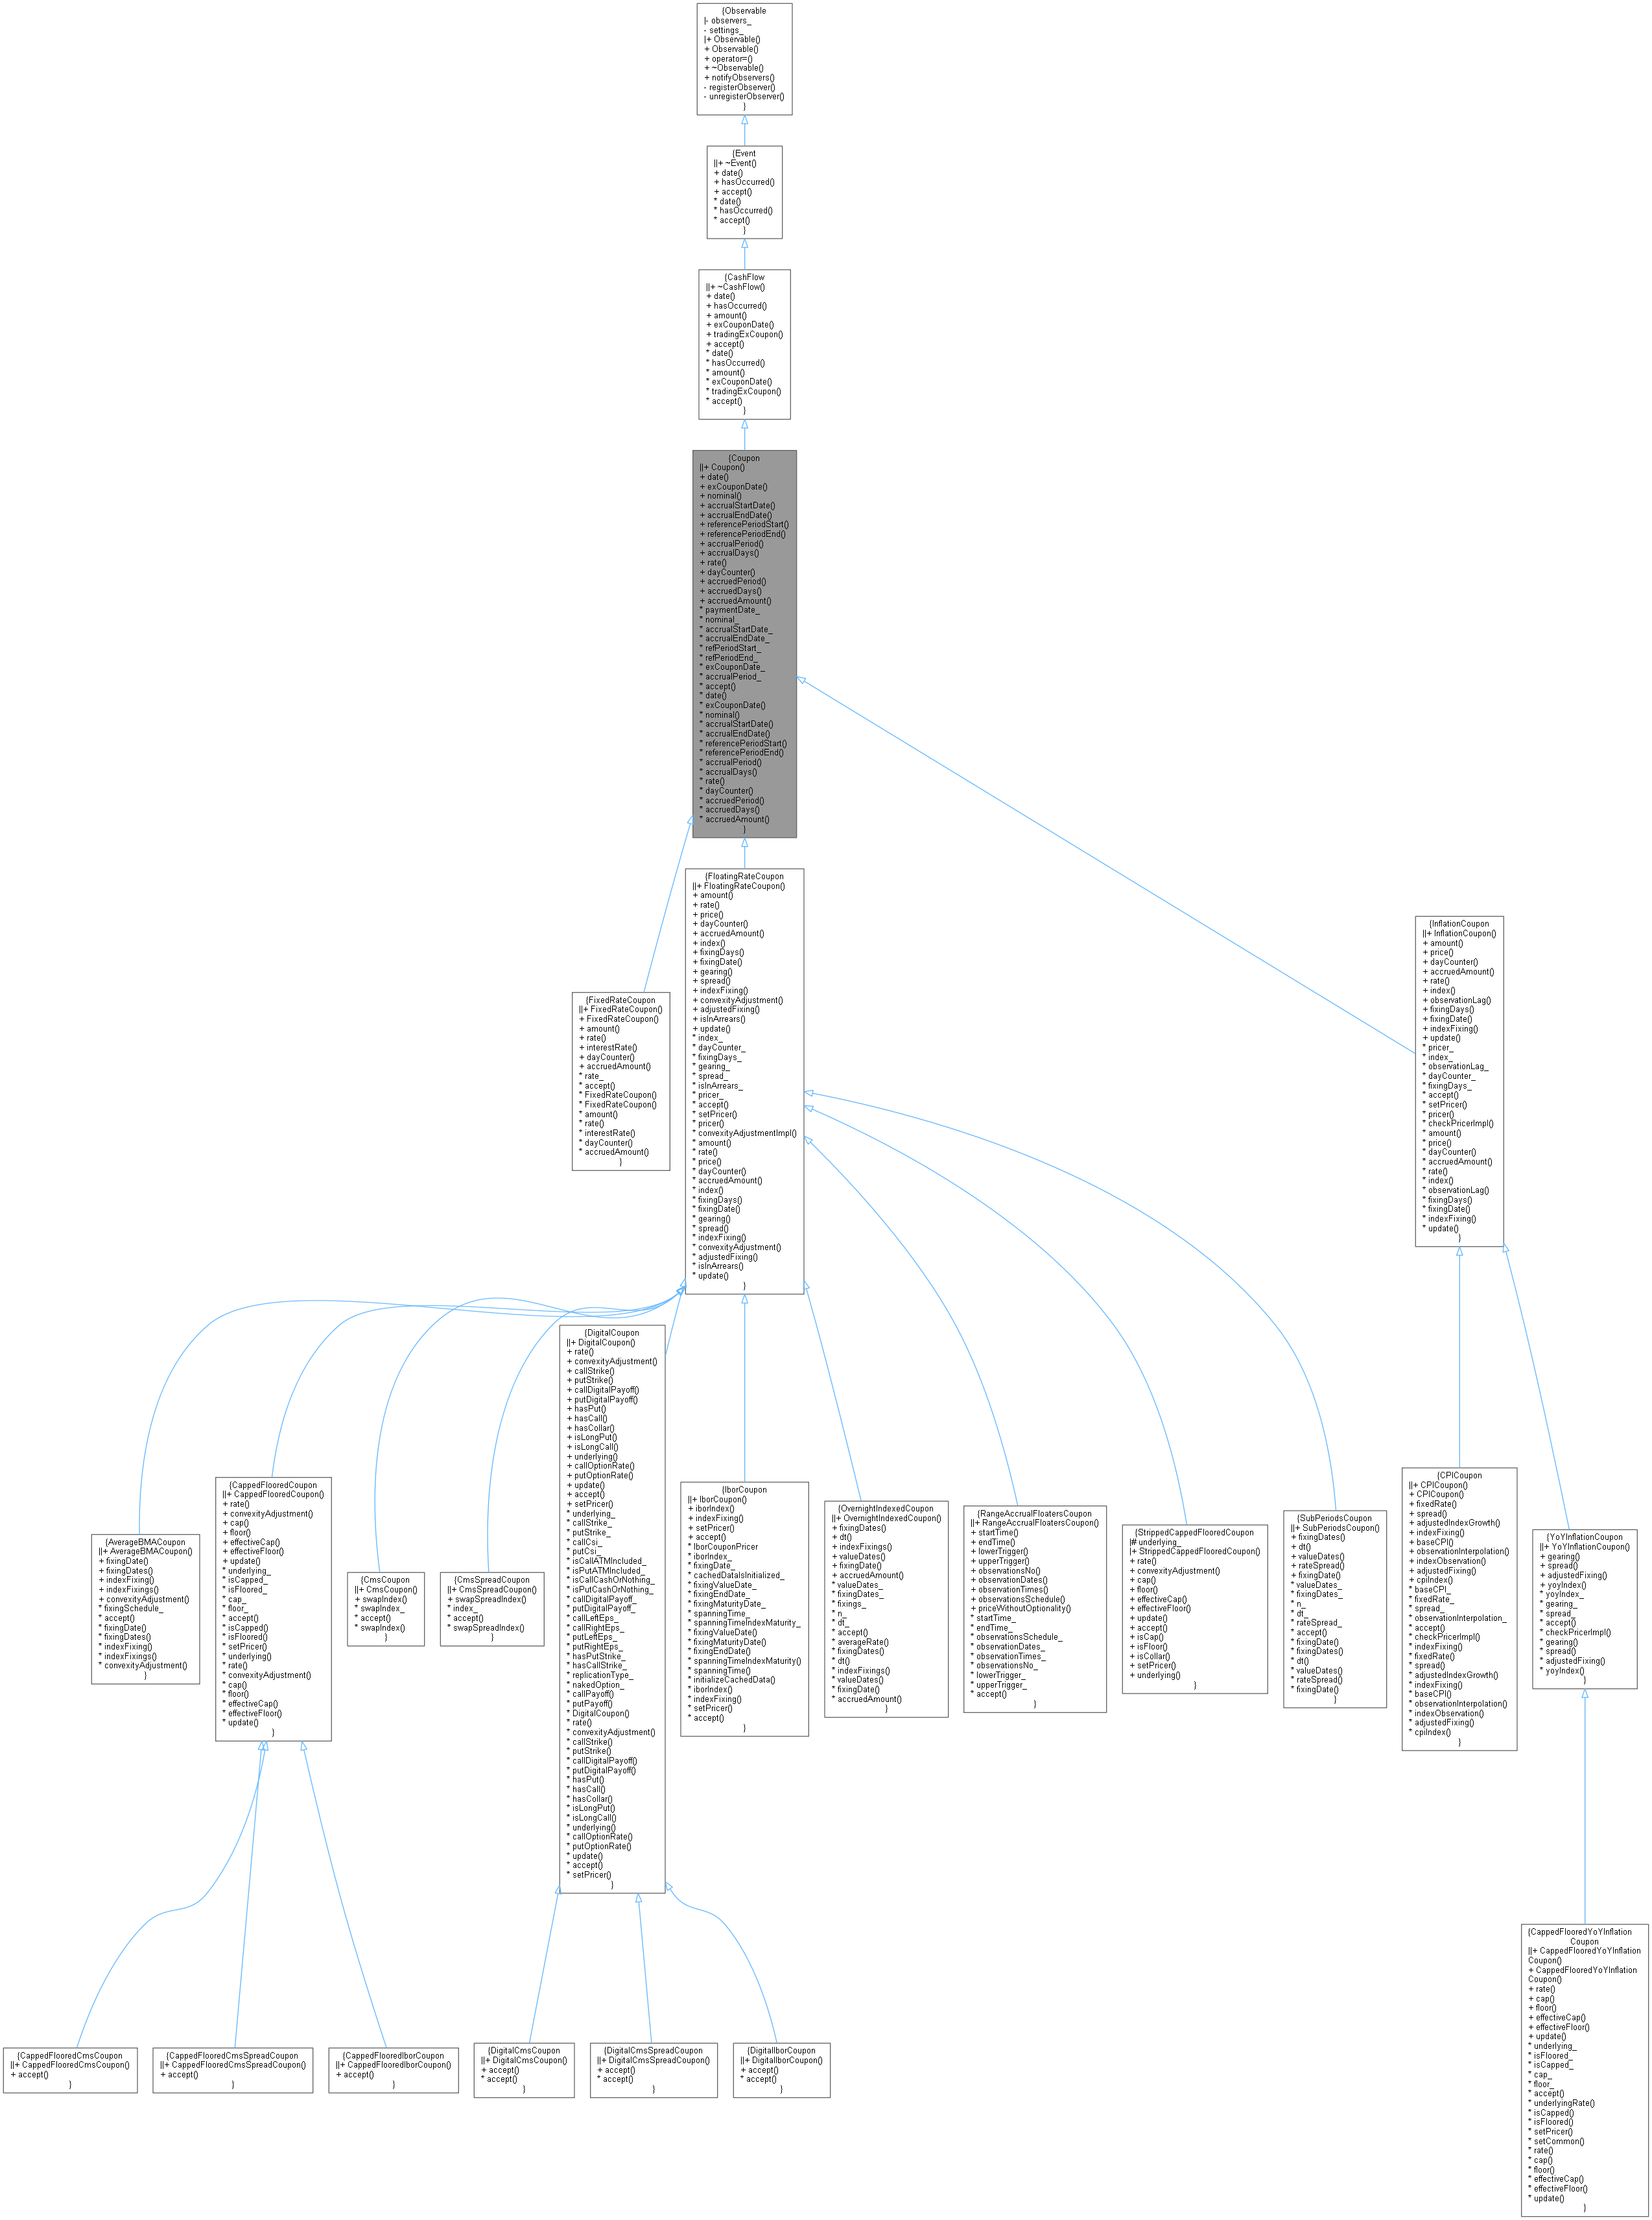 {Observable
|- observers_
- settings_
|+ Observable()
+ Observable()
+ operator=()
+ ~Observable()
+ notifyObservers()
- registerObserver()
- unregisterObserver()
}
{Event
||+ ~Event()
+ date()
+ hasOccurred()
+ accept()
* date()
* hasOccurred()
* accept()
}
{CashFlow
||+ ~CashFlow()
+ date()
+ hasOccurred()
+ amount()
+ exCouponDate()
+ tradingExCoupon()
+ accept()
* date()
* hasOccurred()
* amount()
* exCouponDate()
* tradingExCoupon()
* accept()
}
{Coupon
||+ Coupon()
+ date()
+ exCouponDate()
+ nominal()
+ accrualStartDate()
+ accrualEndDate()
+ referencePeriodStart()
+ referencePeriodEnd()
+ accrualPeriod()
+ accrualDays()
+ rate()
+ dayCounter()
+ accruedPeriod()
+ accruedDays()
+ accruedAmount()
* paymentDate_
* nominal_
* accrualStartDate_
* accrualEndDate_
* refPeriodStart_
* refPeriodEnd_
* exCouponDate_
* accrualPeriod_
* accept()
* date()
* exCouponDate()
* nominal()
* accrualStartDate()
* accrualEndDate()
* referencePeriodStart()
* referencePeriodEnd()
* accrualPeriod()
* accrualDays()
* rate()
* dayCounter()
* accruedPeriod()
* accruedDays()
* accruedAmount()
}
{FixedRateCoupon
||+ FixedRateCoupon()
+ FixedRateCoupon()
+ amount()
+ rate()
+ interestRate()
+ dayCounter()
+ accruedAmount()
* rate_
* accept()
* FixedRateCoupon()
* FixedRateCoupon()
* amount()
* rate()
* interestRate()
* dayCounter()
* accruedAmount()
}
{FloatingRateCoupon
||+ FloatingRateCoupon()
+ amount()
+ rate()
+ price()
+ dayCounter()
+ accruedAmount()
+ index()
+ fixingDays()
+ fixingDate()
+ gearing()
+ spread()
+ indexFixing()
+ convexityAdjustment()
+ adjustedFixing()
+ isInArrears()
+ update()
* index_
* dayCounter_
* fixingDays_
* gearing_
* spread_
* isInArrears_
* pricer_
* accept()
* setPricer()
* pricer()
* convexityAdjustmentImpl()
* amount()
* rate()
* price()
* dayCounter()
* accruedAmount()
* index()
* fixingDays()
* fixingDate()
* gearing()
* spread()
* indexFixing()
* convexityAdjustment()
* adjustedFixing()
* isInArrears()
* update()
}
{InflationCoupon
||+ InflationCoupon()
+ amount()
+ price()
+ dayCounter()
+ accruedAmount()
+ rate()
+ index()
+ observationLag()
+ fixingDays()
+ fixingDate()
+ indexFixing()
+ update()
* pricer_
* index_
* observationLag_
* dayCounter_
* fixingDays_
* accept()
* setPricer()
* pricer()
* checkPricerImpl()
* amount()
* price()
* dayCounter()
* accruedAmount()
* rate()
* index()
* observationLag()
* fixingDays()
* fixingDate()
* indexFixing()
* update()
}
{AverageBMACoupon
||+ AverageBMACoupon()
+ fixingDate()
+ fixingDates()
+ indexFixing()
+ indexFixings()
+ convexityAdjustment()
* fixingSchedule_
* accept()
* fixingDate()
* fixingDates()
* indexFixing()
* indexFixings()
* convexityAdjustment()
}
{CappedFlooredCoupon
||+ CappedFlooredCoupon()
+ rate()
+ convexityAdjustment()
+ cap()
+ floor()
+ effectiveCap()
+ effectiveFloor()
+ update()
* underlying_
* isCapped_
* isFloored_
* cap_
* floor_
* accept()
* isCapped()
* isFloored()
* setPricer()
* underlying()
* rate()
* convexityAdjustment()
* cap()
* floor()
* effectiveCap()
* effectiveFloor()
* update()
}
{CmsCoupon
||+ CmsCoupon()
+ swapIndex()
* swapIndex_
* accept()
* swapIndex()
}
{CmsSpreadCoupon
||+ CmsSpreadCoupon()
+ swapSpreadIndex()
* index_
* accept()
* swapSpreadIndex()
}
{DigitalCoupon
||+ DigitalCoupon()
+ rate()
+ convexityAdjustment()
+ callStrike()
+ putStrike()
+ callDigitalPayoff()
+ putDigitalPayoff()
+ hasPut()
+ hasCall()
+ hasCollar()
+ isLongPut()
+ isLongCall()
+ underlying()
+ callOptionRate()
+ putOptionRate()
+ update()
+ accept()
+ setPricer()
* underlying_
* callStrike_
* putStrike_
* callCsi_
* putCsi_
* isCallATMIncluded_
* isPutATMIncluded_
* isCallCashOrNothing_
* isPutCashOrNothing_
* callDigitalPayoff_
* putDigitalPayoff_
* callLeftEps_
* callRightEps_
* putLeftEps_
* putRightEps_
* hasPutStrike_
* hasCallStrike_
* replicationType_
* nakedOption_
* callPayoff()
* putPayoff()
* DigitalCoupon()
* rate()
* convexityAdjustment()
* callStrike()
* putStrike()
* callDigitalPayoff()
* putDigitalPayoff()
* hasPut()
* hasCall()
* hasCollar()
* isLongPut()
* isLongCall()
* underlying()
* callOptionRate()
* putOptionRate()
* update()
* accept()
* setPricer()
}
{IborCoupon
||+ IborCoupon()
+ iborIndex()
+ indexFixing()
+ setPricer()
+ accept()
* IborCouponPricer
* iborIndex_
* fixingDate_
* cachedDataIsInitialized_
* fixingValueDate_
* fixingEndDate_
* fixingMaturityDate_
* spanningTime_
* spanningTimeIndexMaturity_
* fixingValueDate()
* fixingMaturityDate()
* fixingEndDate()
* spanningTimeIndexMaturity()
* spanningTime()
* initializeCachedData()
* iborIndex()
* indexFixing()
* setPricer()
* accept()
}
{OvernightIndexedCoupon
||+ OvernightIndexedCoupon()
+ fixingDates()
+ dt()
+ indexFixings()
+ valueDates()
+ fixingDate()
+ accruedAmount()
* valueDates_
* fixingDates_
* fixings_
* n_
* dt_
* accept()
* averageRate()
* fixingDates()
* dt()
* indexFixings()
* valueDates()
* fixingDate()
* accruedAmount()
}
{RangeAccrualFloatersCoupon
||+ RangeAccrualFloatersCoupon()
+ startTime()
+ endTime()
+ lowerTrigger()
+ upperTrigger()
+ observationsNo()
+ observationDates()
+ observationTimes()
+ observationsSchedule()
+ priceWithoutOptionality()
* startTime_
* endTime_
* observationsSchedule_
* observationDates_
* observationTimes_
* observationsNo_
* lowerTrigger_
* upperTrigger_
* accept()
}
{StrippedCappedFlooredCoupon
|# underlying_
|+ StrippedCappedFlooredCoupon()
+ rate()
+ convexityAdjustment()
+ cap()
+ floor()
+ effectiveCap()
+ effectiveFloor()
+ update()
+ accept()
+ isCap()
+ isFloor()
+ isCollar()
+ setPricer()
+ underlying()
}
{SubPeriodsCoupon
||+ SubPeriodsCoupon()
+ fixingDates()
+ dt()
+ valueDates()
+ rateSpread()
+ fixingDate()
* valueDates_
* fixingDates_
* n_
* dt_
* rateSpread_
* accept()
* fixingDate()
* fixingDates()
* dt()
* valueDates()
* rateSpread()
* fixingDate()
}
{CPICoupon
||+ CPICoupon()
+ CPICoupon()
+ fixedRate()
+ spread()
+ adjustedIndexGrowth()
+ indexFixing()
+ baseCPI()
+ observationInterpolation()
+ indexObservation()
+ adjustedFixing()
+ cpiIndex()
* baseCPI_
* fixedRate_
* spread_
* observationInterpolation_
* accept()
* checkPricerImpl()
* indexFixing()
* fixedRate()
* spread()
* adjustedIndexGrowth()
* indexFixing()
* baseCPI()
* observationInterpolation()
* indexObservation()
* adjustedFixing()
* cpiIndex()
}
{YoYInflationCoupon
||+ YoYInflationCoupon()
+ gearing()
+ spread()
+ adjustedFixing()
+ yoyIndex()
* yoyIndex_
* gearing_
* spread_
* accept()
* checkPricerImpl()
* gearing()
* spread()
* adjustedFixing()
* yoyIndex()
}
{CappedFlooredCmsCoupon
||+ CappedFlooredCmsCoupon()
+ accept()
}
{CappedFlooredCmsSpreadCoupon
||+ CappedFlooredCmsSpreadCoupon()
+ accept()
}
{CappedFlooredIborCoupon
||+ CappedFlooredIborCoupon()
+ accept()
}
{DigitalCmsCoupon
||+ DigitalCmsCoupon()
+ accept()
* accept()
}
{DigitalCmsSpreadCoupon
||+ DigitalCmsSpreadCoupon()
+ accept()
* accept()
}
{DigitalIborCoupon
||+ DigitalIborCoupon()
+ accept()
* accept()
}
{CappedFlooredYoYInflation
Coupon
||+ CappedFlooredYoYInflation
Coupon()
+ CappedFlooredYoYInflation
Coupon()
+ rate()
+ cap()
+ floor()
+ effectiveCap()
+ effectiveFloor()
+ update()
* underlying_
* isFloored_
* isCapped_
* cap_
* floor_
* accept()
* underlyingRate()
* isCapped()
* isFloored()
* setPricer()
* setCommon()
* rate()
* cap()
* floor()
* effectiveCap()
* effectiveFloor()
* update()
}